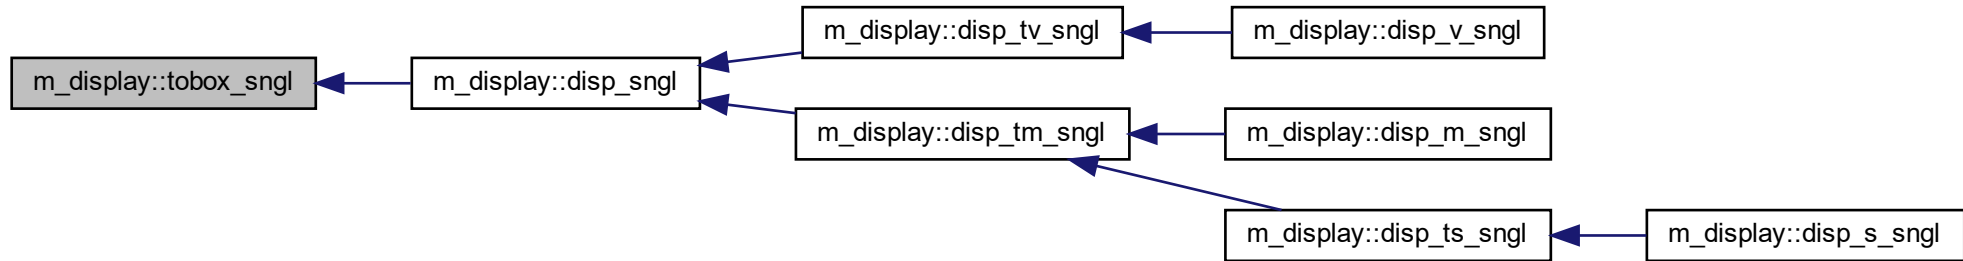 m_display::tobox_sngl
m_display::disp_sngl
m_display::disp_tv_sngl
m_display::disp_v_sngl
m_display::disp_tm_sngl
m_display::disp_m_sngl
m_display::disp_ts_sngl
m_display::disp_s_sngl